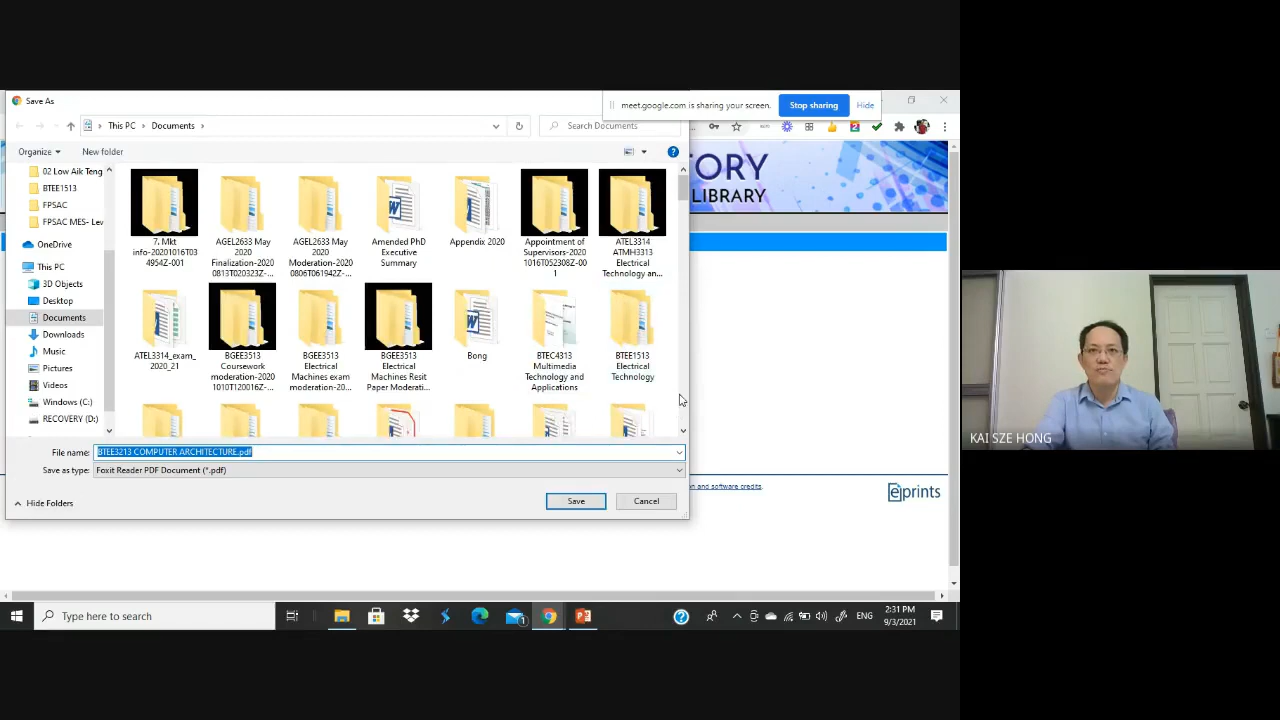 Save As
meet.google.com is sharing your screen.
Stop sharing
Hide
This PC > Documents >
Search Documents
Organize
New folder
02 Low Aik Teng
BTEE1513
FPSAC
FPSAC MES- Lev
OneDrive
This PC
3D Objects
Desktop
Documents
Downloads
Music
Pictures
Videos
Windows (C:)
RECOVERY (D:)
7. Mkt
info-20201016T03
4954Z-001
AGEL2633 May
Finalization-2020
0813T020323Z-...
AGEL2633 May
Moderation-2020
0806T061942Z-...
Amended PhD
Executive
Summary
Appendix 2020
Appointment of
Supervisors-2020
1016T052308Z-00
1
ATEL3314
ATMH3313
Electrical
Technology an...
ATEL3314_exam_
2020_21
BGEE3513
Coursework
moderation-2020
1010T120016Z-...
BGEE3513
Electrical
Machines exam
moderation-20...
BGEE3513
Electrical
Machines Resit
Paper Moderati...
Bong
BTEC4313
Multimedia
Technology and
Applications
BTEE1513
Electrical
Technology
File name:
BTEE3213 COMPUTER ARCHITECTURE.pdf
Save as type:
Foxit Reader PDF Document (*.pdf)
Hide Folders
Save
Cancel
TORY
LIBRARY
on and software credits.
eprints
KAI SZE HONG
Type here to search
1
ENG
2:31 PM
9/3/2021